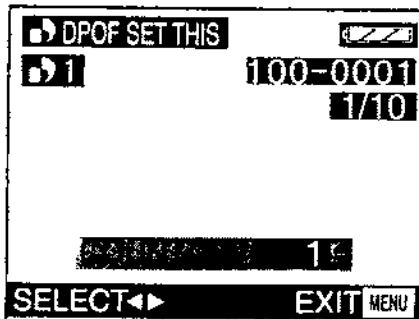 DPOF SET THIS
1
100-0001
1/10
1
SELECT◄►
EXIT MENU